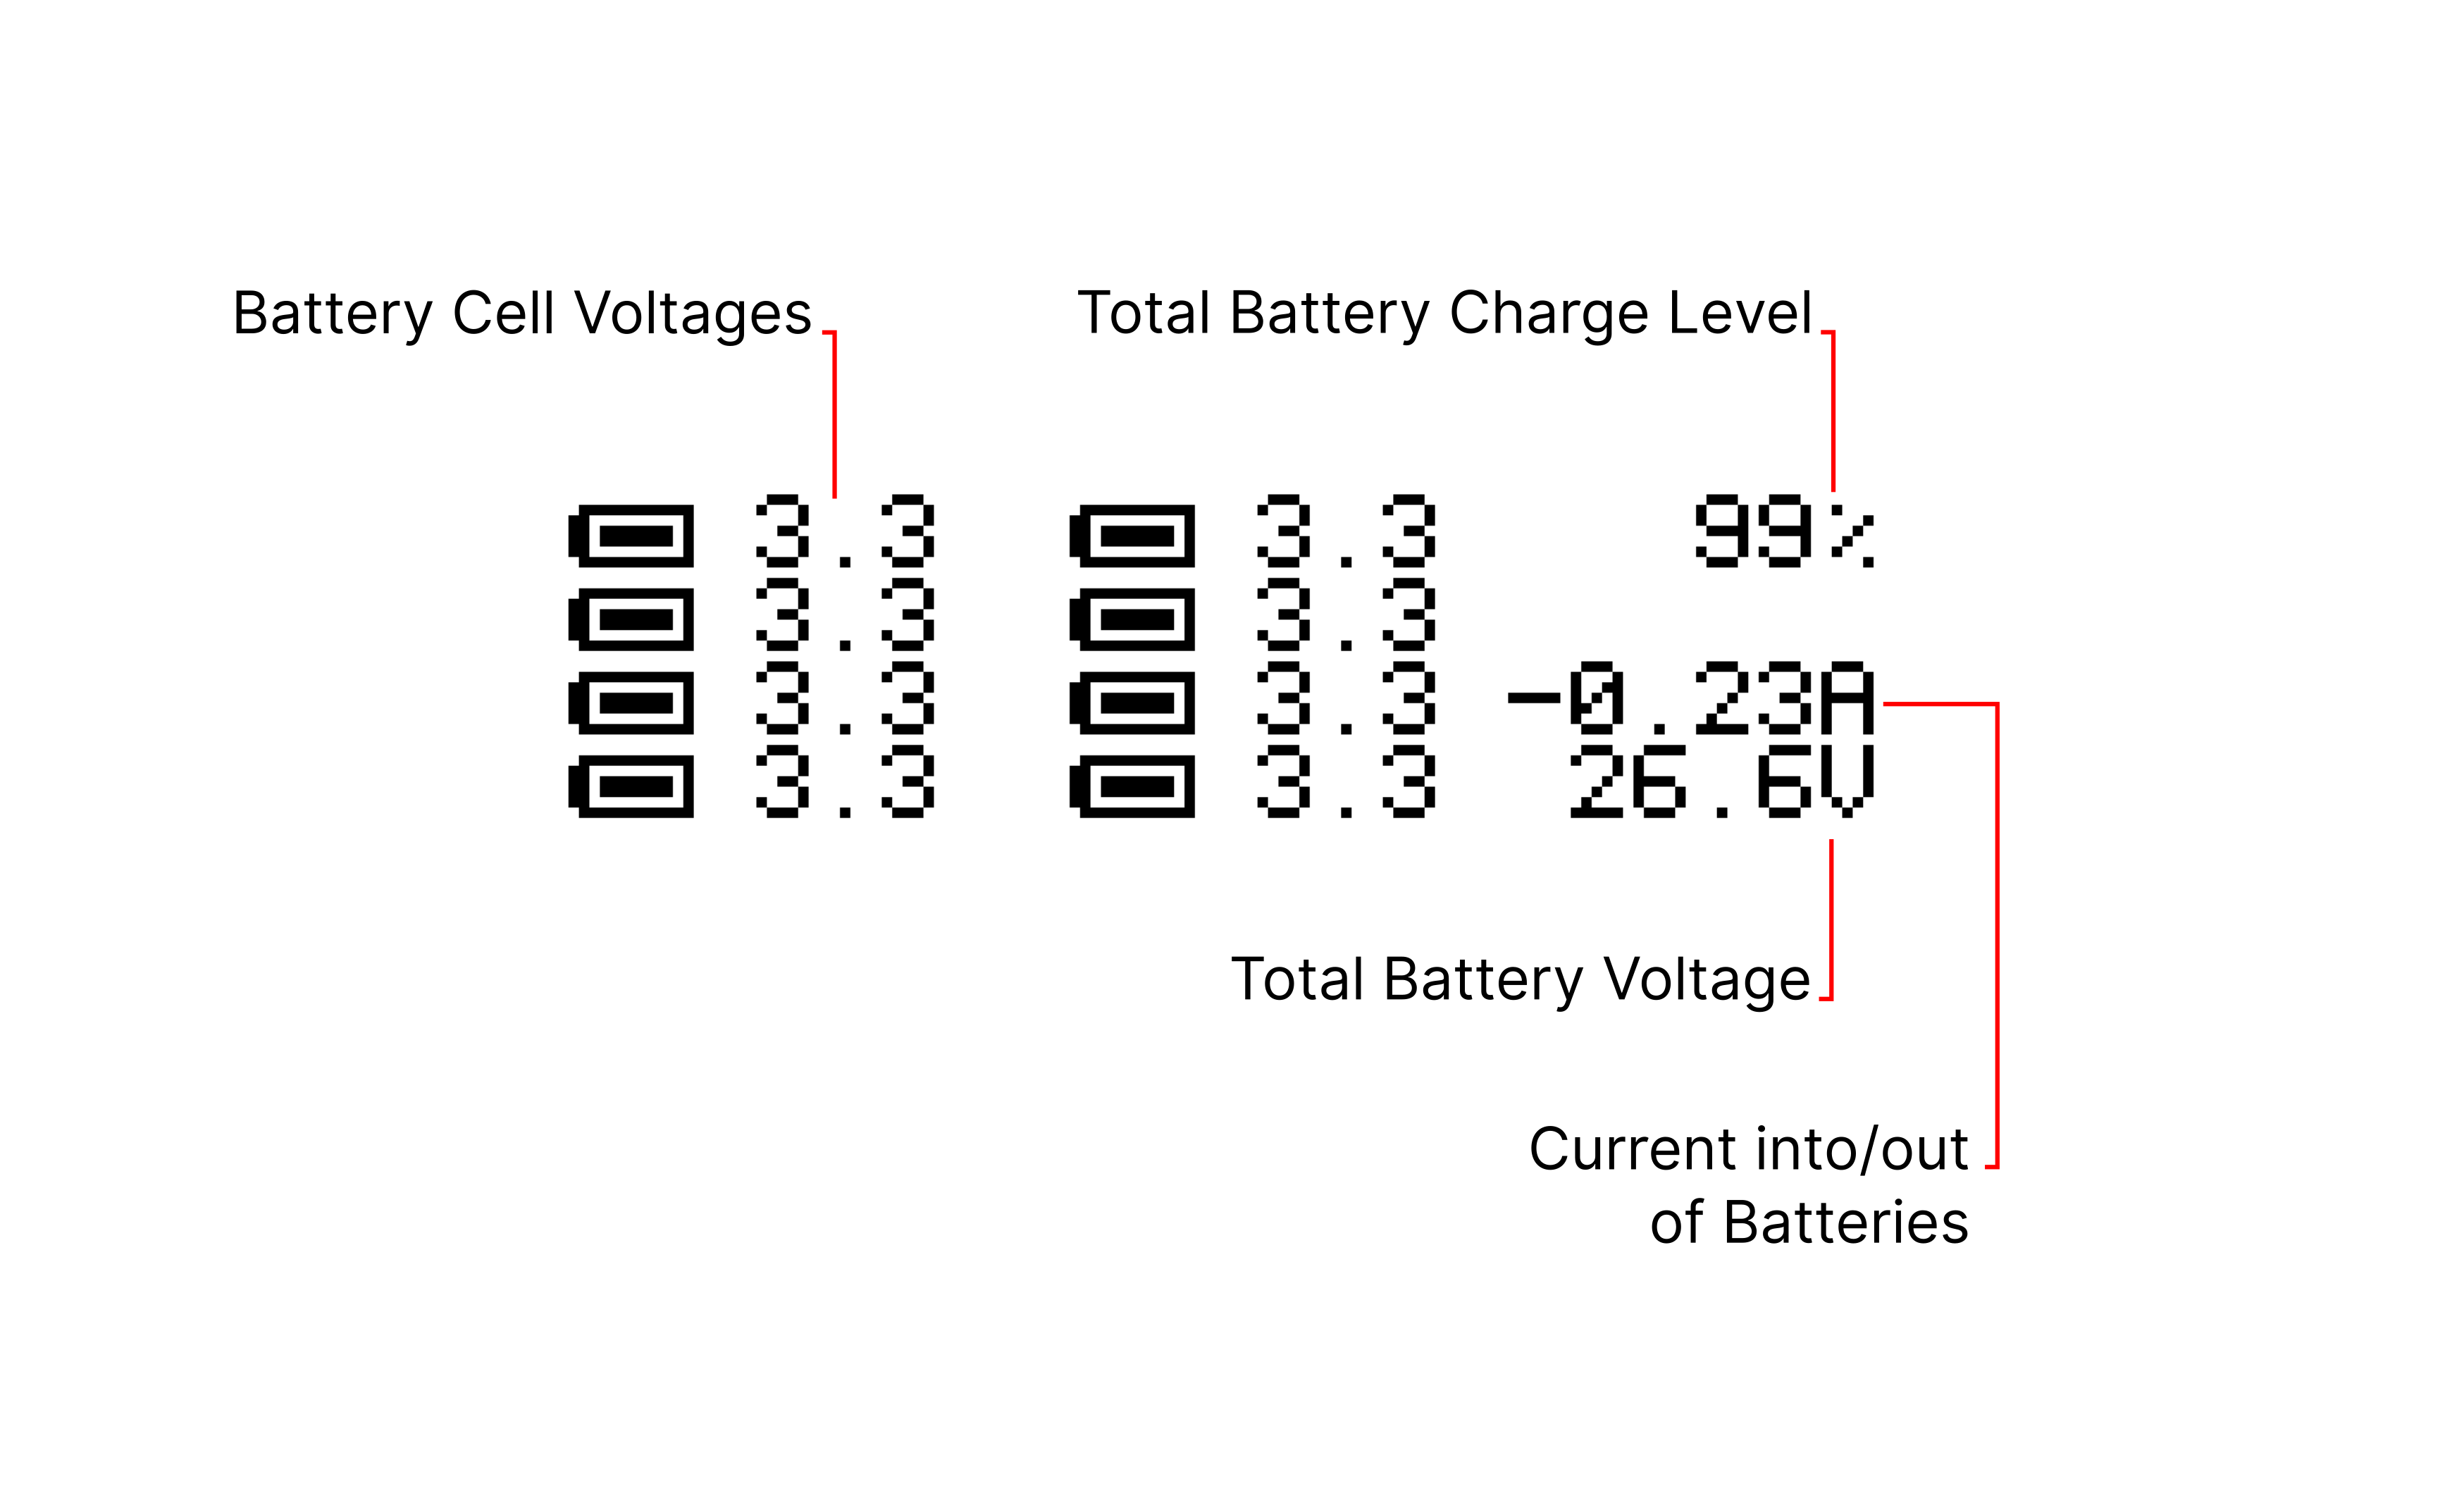 Battery Cell Voltages Total Battery Charge Level
3.3 3.3 99%
3.3 3.3
3.3 3.3 -0.23A
3.3 3.3 26.6V
Total Battery Voltage
Current into/out
of Batteries